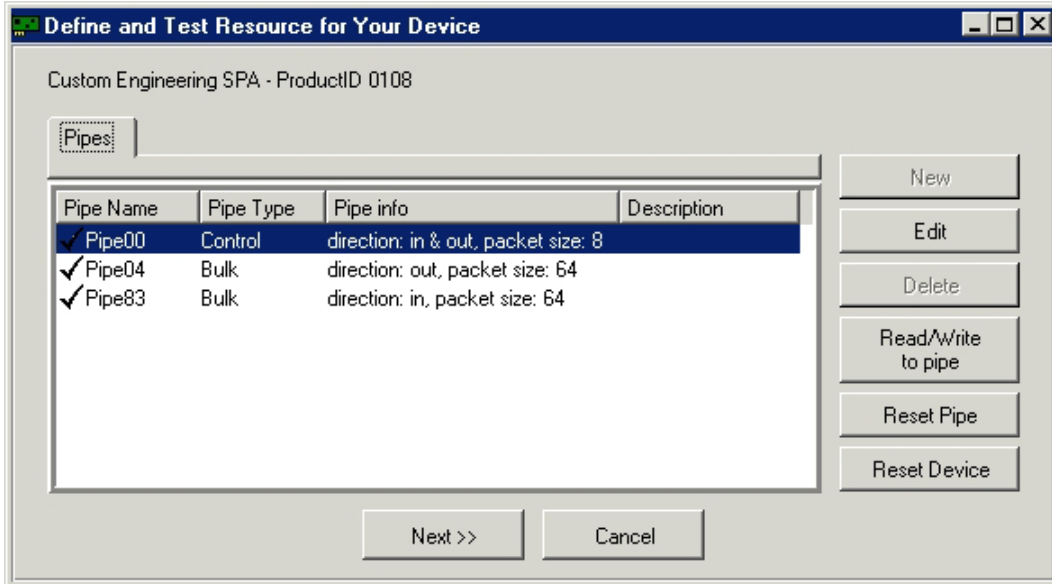 Define and Test Resource for Your Device
Custom Engineering SPA - ProductID 0108
Pipes
Pipe Name Pipe Type Pipe info Description
Pipe00 Control direction: in & out, packet size: 8
Pipe04 Bulk direction: out, packet size: 64
Pipe83 Bulk direction: in, packet size: 64
New
Edit
Delete
Read/Write
to pipe
Reset Pipe
Reset Device
Next >> Cancel